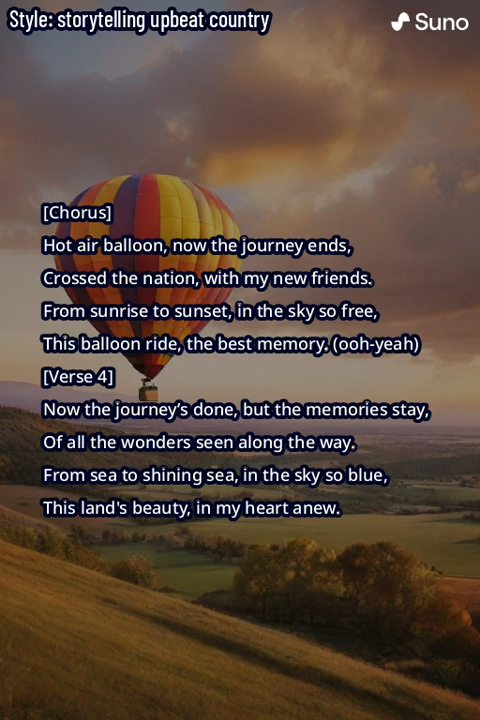 Style: storytelling upbeat country
Suno
[Chorus]
Hot air balloon, now the journey ends,
Crossed the nation, with my new friends.
From sunrise to sunset, in the sky so free,
This balloon ride, the best memory. (ooh-yeah)
[Verse 4]
Now the journey’s done, but the memories stay,
Of all the wonders seen along the way.
From sea to shining sea, in the sky so blue,
This land's beauty, in my heart anew.